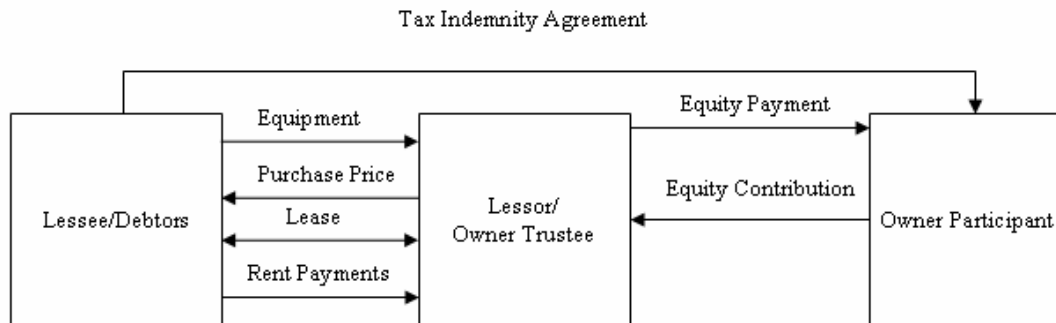 Tax Indemnity Agreement
Equipment
Equity Payment
Purchase Price
Equity Contribution
Lessee/Debtors
Lease
Lessor/
Owner Trustee
Owner Participant
Rent Payments